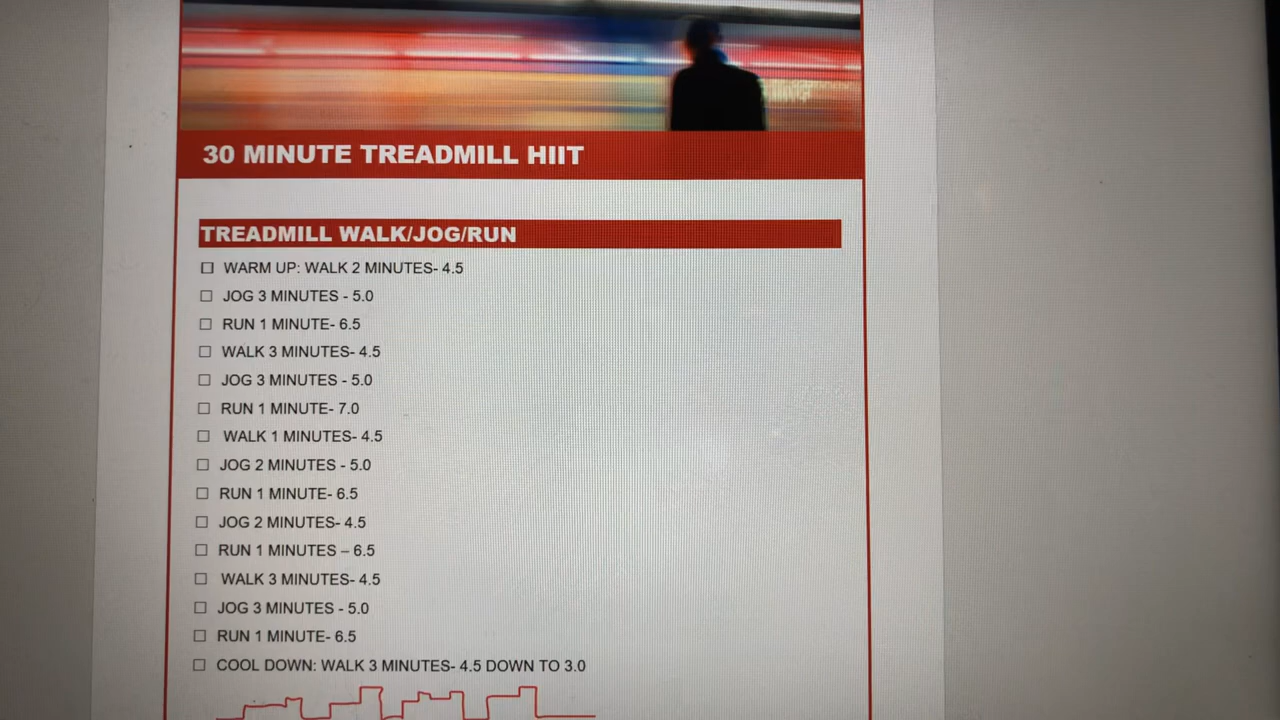 30 MINUTE TREADMILL HIIT
TREADMILL WALK/JOG/RUN
☐ WARM UP: WALK 2 MINUTES- 4.5
☐ JOG 3 MINUTES - 5.0
☐ RUN 1 MINUTE- 6.5
☐ WALK 3 MINUTES- 4.5
☐ JOG 3 MINUTES - 5.0
☐ RUN 1 MINUTE- 7.0
☐ WALK 1 MINUTES- 4.5
☐ JOG 2 MINUTES - 5.0
☐ RUN 1 MINUTE- 6.5
☐ JOG 2 MINUTES- 4.5
☐ RUN 1 MINUTES – 6.5
☐ WALK 3 MINUTES- 4.5
☐ JOG 3 MINUTES - 5.0
☐ RUN 1 MINUTE- 6.5
☐ COOL DOWN: WALK 3 MINUTES- 4.5 DOWN TO 3.0